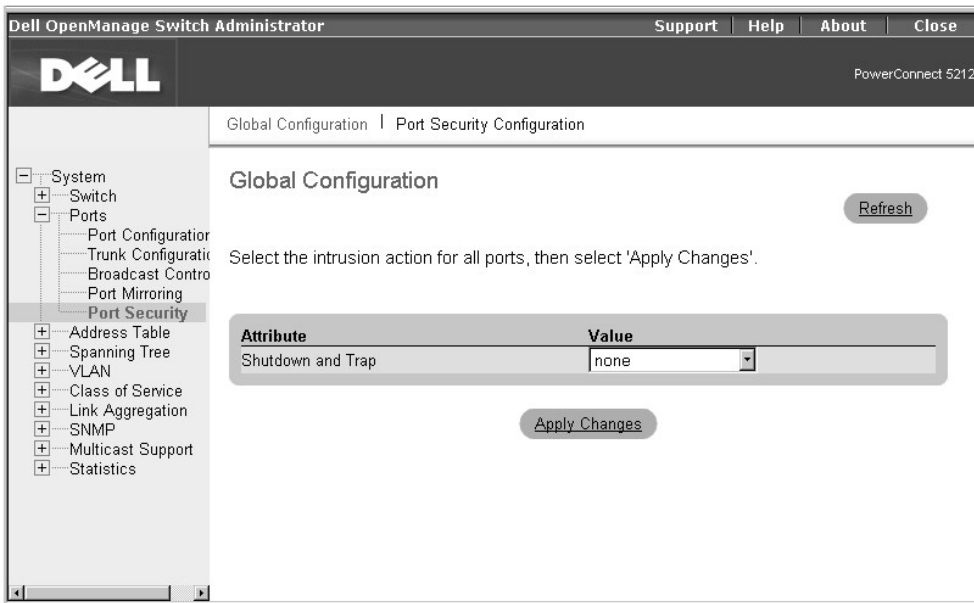 Dell OpenManage Switch Administrator
Support | Help | About | Close
DELL
PowerConnect 5212
Global Configuration | Port Security Configuration
System
Switch
Ports
Port Configuration
Trunk Configuratio
Broadcast Contro
Port Mirroring
Port Security
Address Table
Spanning Tree
VLAN
Class of Service
Link Aggregation
SNMP
Multicast Support
Statistics
Global Configuration
Refresh
Select the intrusion action for all ports, then select 'Apply Changes'.
Attribute Value
Shutdown and Trap none
Apply Changes